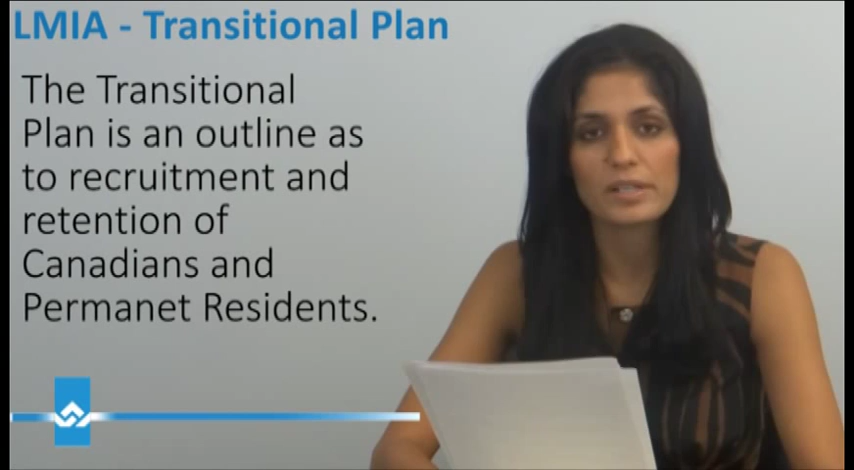 LMIA - Transitional Plan
The Transitional
Plan is an outline as
to recruitment and
retention of
Canadians and
Permanet Residents.